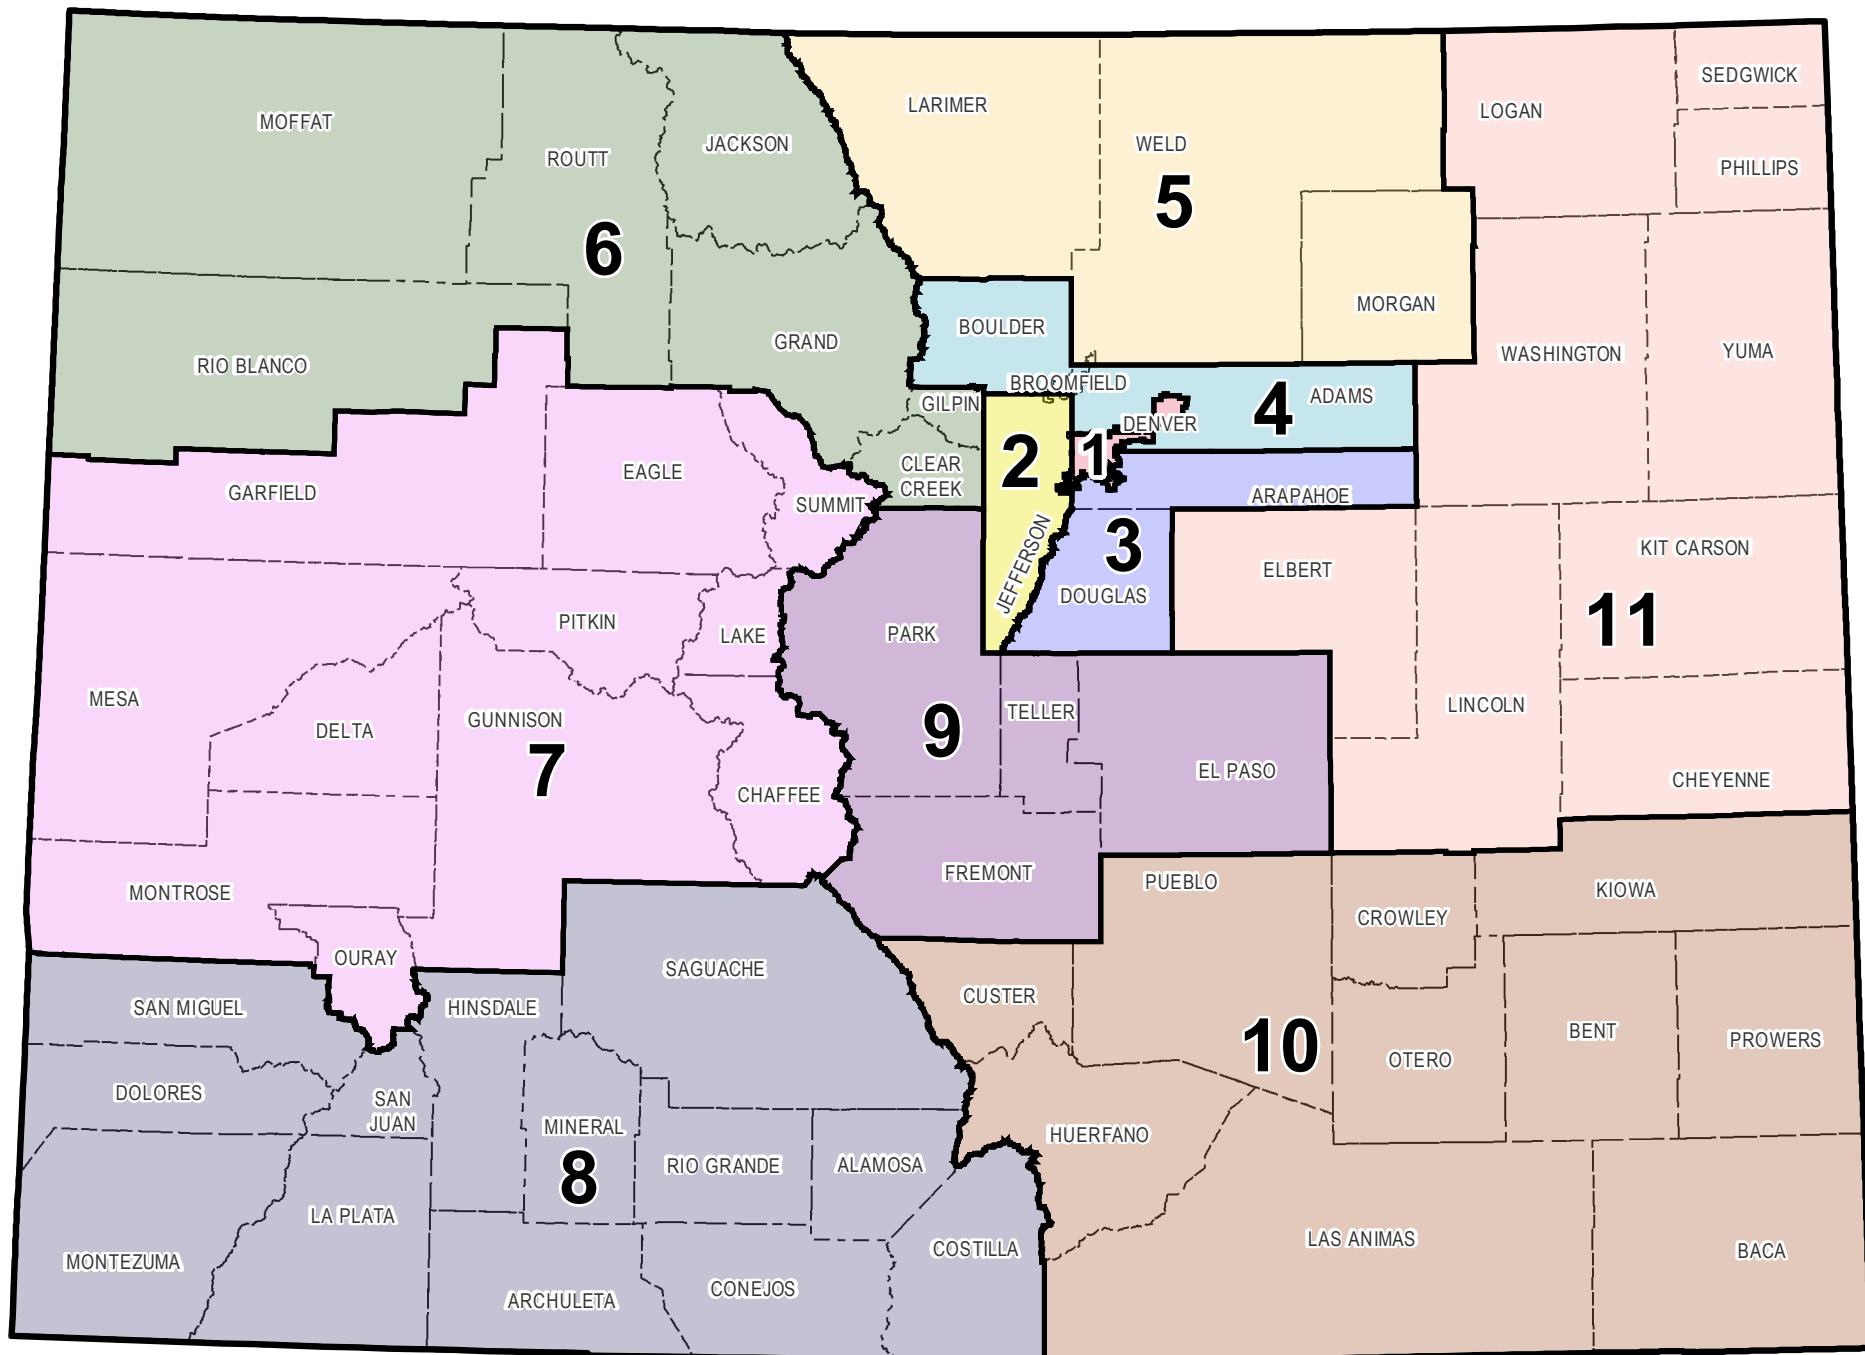 SEDGWICK
LARIMER
LOGAN
MOFFAT
JACKSON
WELD
ROUTT
PHILLIPS
5
6
MORGAN
BOULDER
GRAND
YUMA
WASHINGTON
RIO BLANCO
BROOMFIELD
ADAMS
GILPIN
4
DENVER
1
2
EAGLE
CLEAR
CREEK
GARFIELD
ARAPAHOE
SUMMIT
3
KIT CARSON
JEFFERSON
ELBERT
DOUGLAS
PITKIN
11
PARK
LAKE
MESA
LINCOLN
TELLER
GUNNISON
DELTA
9
7
EL PASO
CHEYENNE
CHAFFEE
FREMONT
PUEBLO
KIOWA
MONTROSE
CROWLEY
OURAY
SAGUACHE
CUSTER
SAN MIGUEL
HINSDALE
BENT
PROWERS
10
OTERO
DOLORES
SAN
JUAN
MINERAL
HUERFANO
RIO GRANDE
ALAMOSA
8
LA PLATA
LAS ANIMAS
COSTILLA
BACA
MONTEZUMA
CONEJOS
ARCHULETA